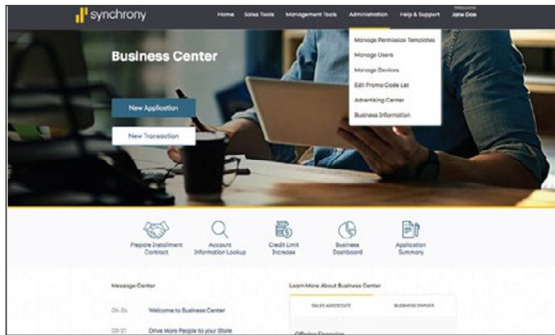 synchrony
Home Sales Tools Management Tools Administration Help & Support Jane Doe
Manage Permission Templates
Manage Users
Manage Devices
Edit Promo Code List
Advertising Center
Business Information
Business Center
New Application
New Transaction
Prepare Installment Contract
Account Information Lookup
Credit Limit Increase
Business Dashboard
Application Summary
Message Center
Learn More About Business Center
SALES ASSOCIATE BUSINESS OWNER
Welcome to Business Center
Drive More People to your Store